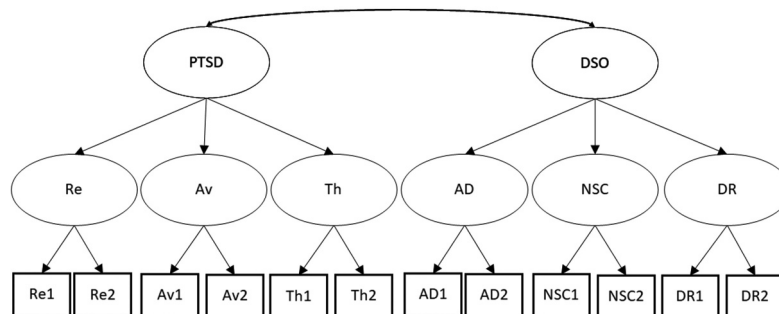 PTSD DSO
Re Av Th AD NSC DR
Re1 Re2 Av1 Av2 Th1 Th2 AD1 AD2 NSC1 NSC2 DR1 DR2